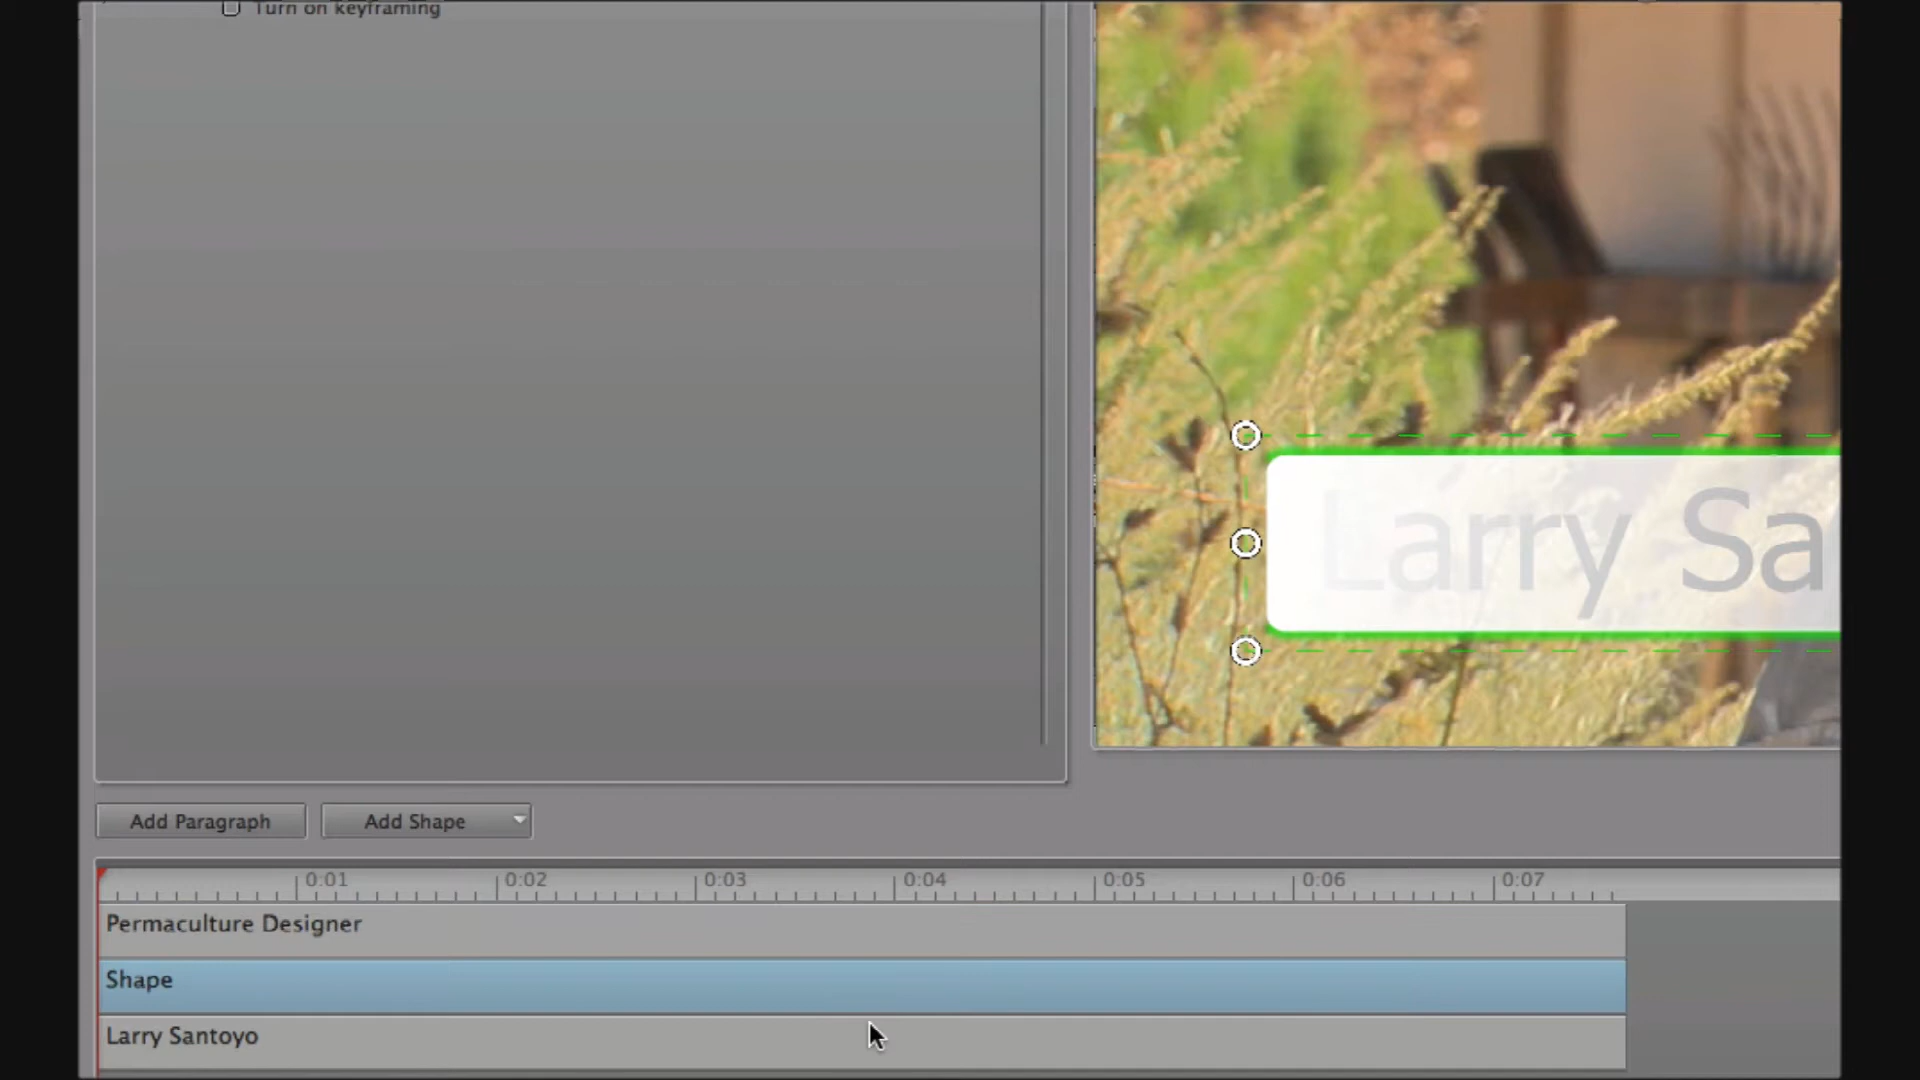 Turn on keyframing
Larry Sa
Add Paragraph
Add Shape
0:01
0:02
0:03
0:04
0:05
0:06
0:07
Permaculture Designer
Shape
Larry Santoyo